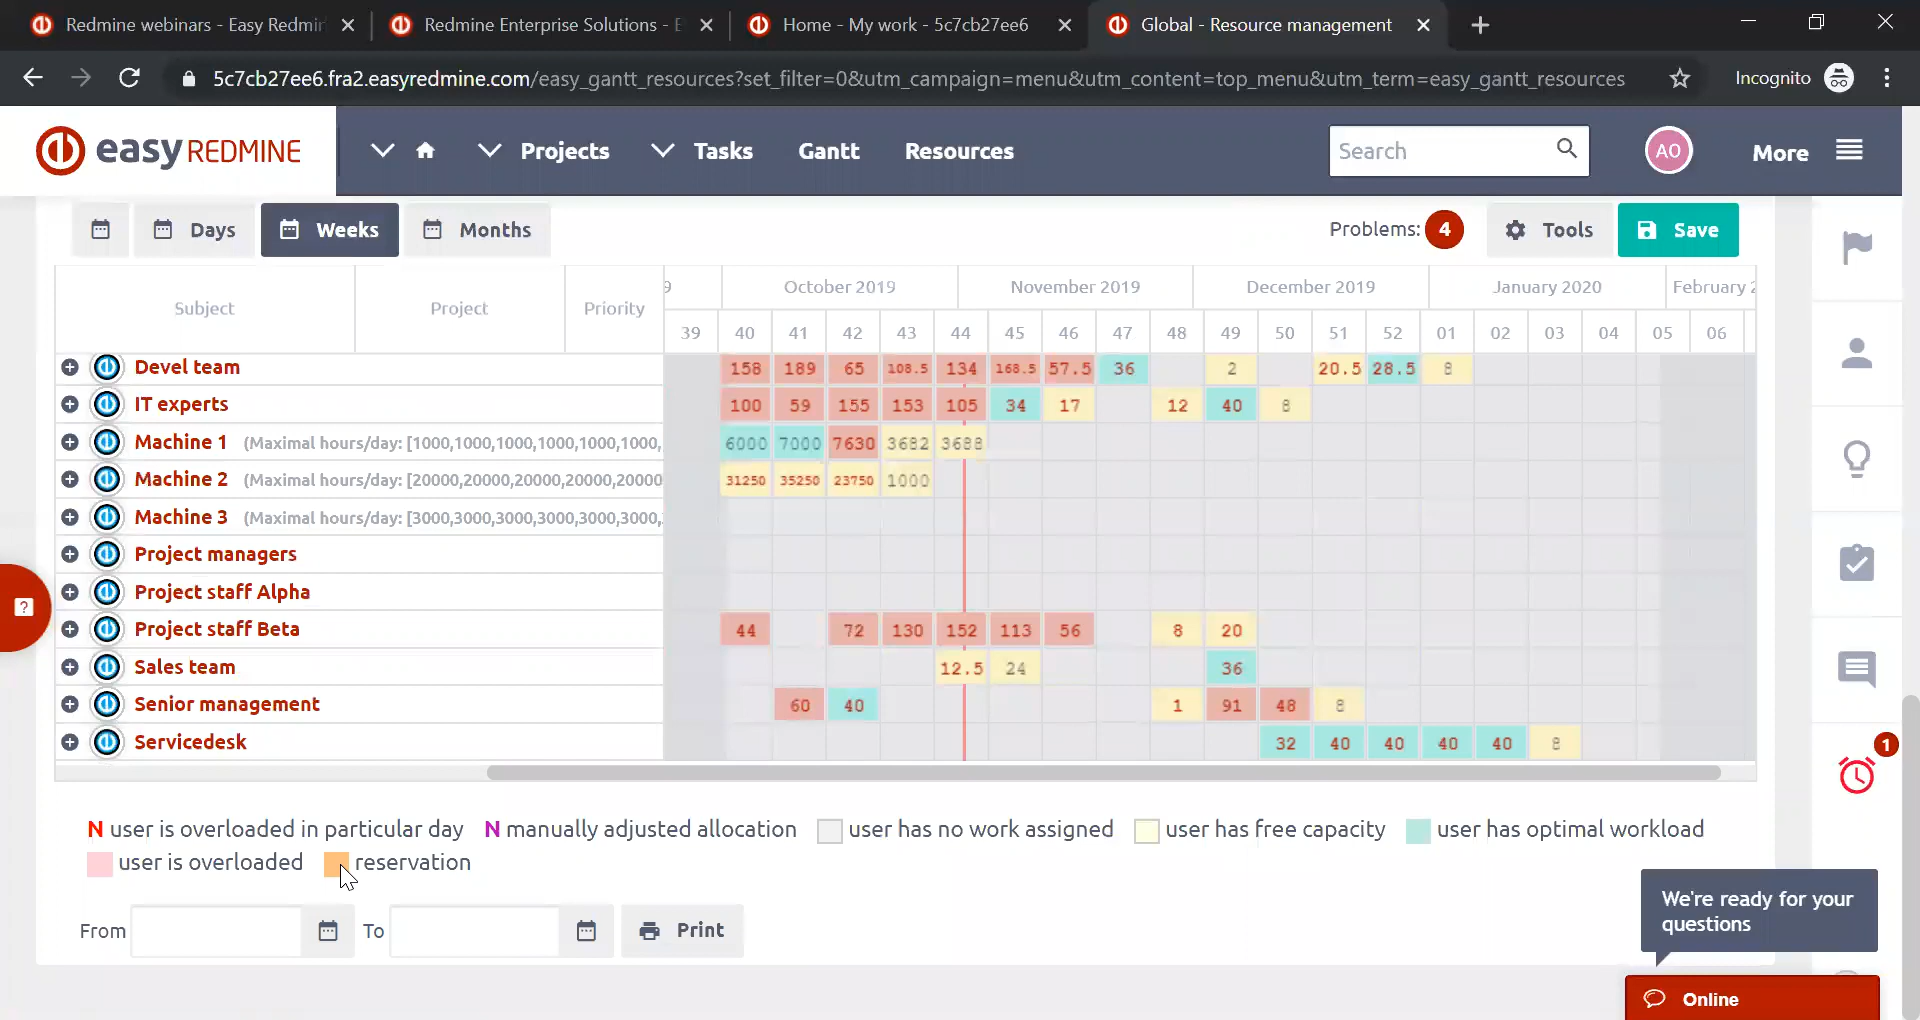 Redmine webinars - Easy Redmin
Redmine Enterprise Solutions - E
Home - My work - 5c7cb27ee6
Global - Resource management
5c7cb27ee6.fra2.easyredmine.com/easy_gantt_resources?set_filter=0&utm_campaign=menu&utm_content=top_menu&utm_term=easy_gantt_resources
Incognito
easy REDMINE
Projects
Tasks
Gantt
Resources
Search
AO
More
Days
Weeks
Months
Problems: 4
Tools
Save
Subject Project Priority
9 October 2019 November 2019 December 2019 January 2020 February 2
39 40 41 42 43 44 45 46 47 48 49 50 51 52 01 02 03 04 05 06
Devel team 158 189 65 108.5 134 168.5 57.5 36 2 20.5 28.5 8
IT experts 100 59 155 153 105 34 17 12 40 8
Machine 1 (Maximal hours/day: [1000,1000,1000,1000,1000,1000, 6000 7000 7630 3682 3688
Machine 2 (Maximal hours/day: [20000,20000,20000,20000,20000 31250 35250 23750 1000
Machine 3 (Maximal hours/day: [3000,3000,3000,3000,3000,3000,
Project managers
Project staff Alpha
Project staff Beta 44 72 130 152 113 56 8 20
Sales team 12.5 24 36
Senior management 60 40 1 91 48 8
Servicedesk 32 40 40 40 40 8
1
N user is overloaded in particular day N manually adjusted allocation user has no work assigned user has free capacity user has optimal workload
user is overloaded reservation
From To Print
We're ready for your
questions
Online